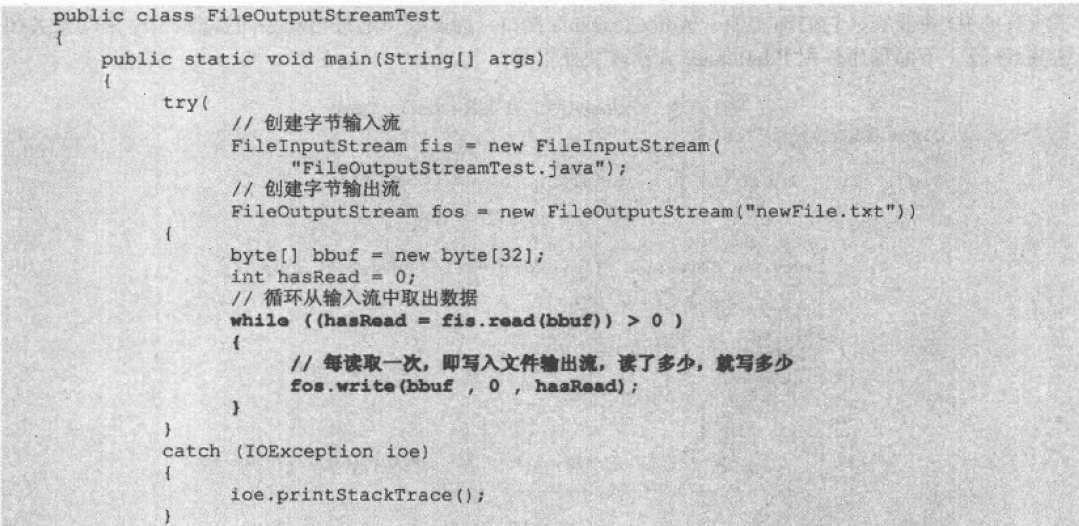 public class FileOutputStreamTest
{
public static void main(String[] args)
{
try(
// 创建字节输入流
FileInputStream fis = new FileInputStream(
"FileOutputStreamTest.java");
// 创建字节输出流
FileOutputStream fos = new FileOutputStream("newFile.txt"))
{
byte[] bbuf = new byte[32];
int hasRead = 0;
// 循环从输入流中取出数据
while ((hasRead = fis.read(bbuf)) > 0 )
{
// 每读取一次，即写入文件输出流，读了多少，就写多少
fos.write(bbuf , 0 , hasRead);
}
}
catch (IOException ioe)
{
ioe.printStackTrace();
}